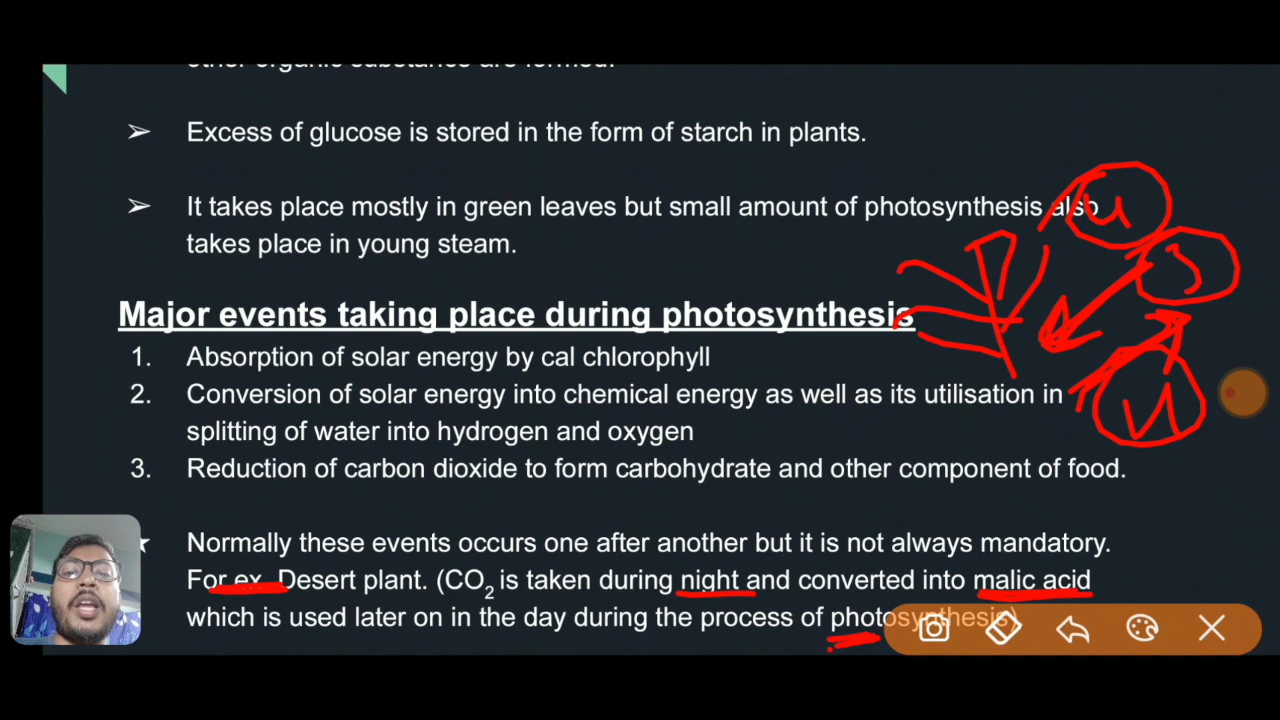 other organic substance are formed.
➢ Excess of glucose is stored in the form of starch in plants.
➢ It takes place mostly in green leaves but small amount of photosynthesis also
takes place in young steam.
Major events taking place during photosynthesis
1. Absorption of solar energy by cal chlorophyll
2. Conversion of solar energy into chemical energy as well as its utilisation in
splitting of water into hydrogen and oxygen
3. Reduction of carbon dioxide to form carbohydrate and other component of food.
★ Normally these events occurs one after another but it is not always mandatory.
For ex. Desert plant. (CO2 is taken during night and converted into malic acid
which is used later on in the day during the process of photosynthesis)